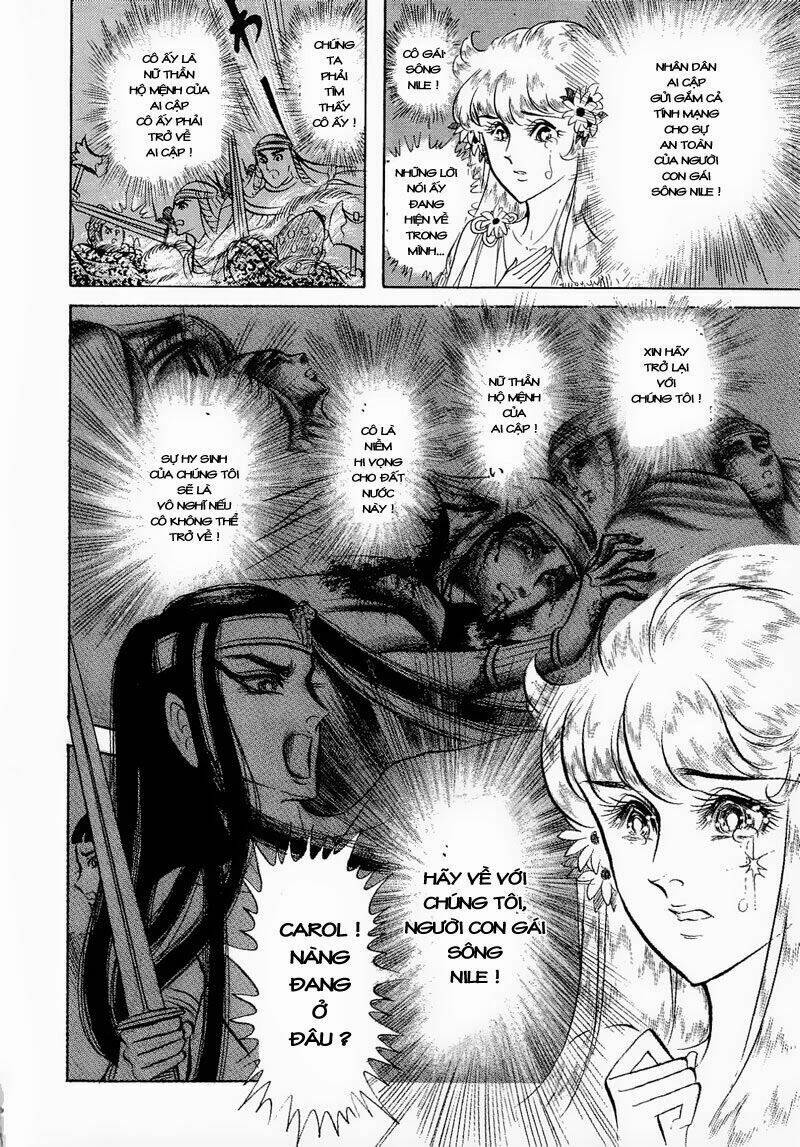 わー
CHÚNG
TA
PHẢI
TÌM
THẤY
CÔ ẤY !
CÔ ẤY LÀ
NỮ THẦN
HỘ MỆNH CỦA
AI CẬP
CÔ ẤY PHẢI
TRỞ VỀ
AI CẬP !
CÔ GÁI
SÔNG
NILE !
NHÂN DÂN
AI CẬP
GỬI GẮM CẢ
TÍNH MẠNG
CHO SỰ
AN TOÀN
CỦA NGƯỜI
CON GÁI
SÔNG NILE !
NHỮNG LỜI
NÓI ẤY
ĐANG
HIỆN VỀ
TRONG
MÌNH...
XIN HÃY
TRỞ LẠI
VỚI
CHÚNG TÔI !
NỮ THẦN
HỘ MỆNH
CỦA
AI CẬP !
CÔ LÀ
NIỀM
HI VỌNG
CHO ĐẤT
NƯỚC
NÀY !
SỰ HY SINH
CỦA CHÚNG TÔI
SẼ LÀ
VÔ NGHĨ NẾU
CÔ KHÔNG THỂ
TRỞ VỀ !
HÃY VỀ VỚI
CHÚNG TÔI,
NGƯỜI CON GÁI
SÔNG
NILE !
CAROL !
NÀNG
ĐANG
Ở
ĐÂU ?